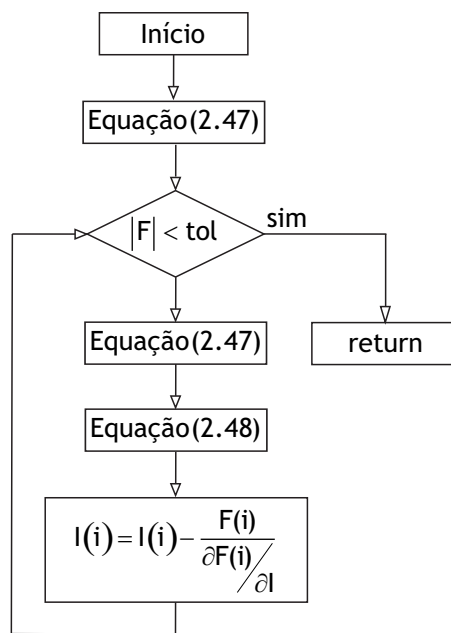 Início
Equação(2.47)
|F| < tol
sim
Equação(2.47)
return
Equação(2.48)
I(i) = I(i) − F(i) / ∂F(i)/∂I